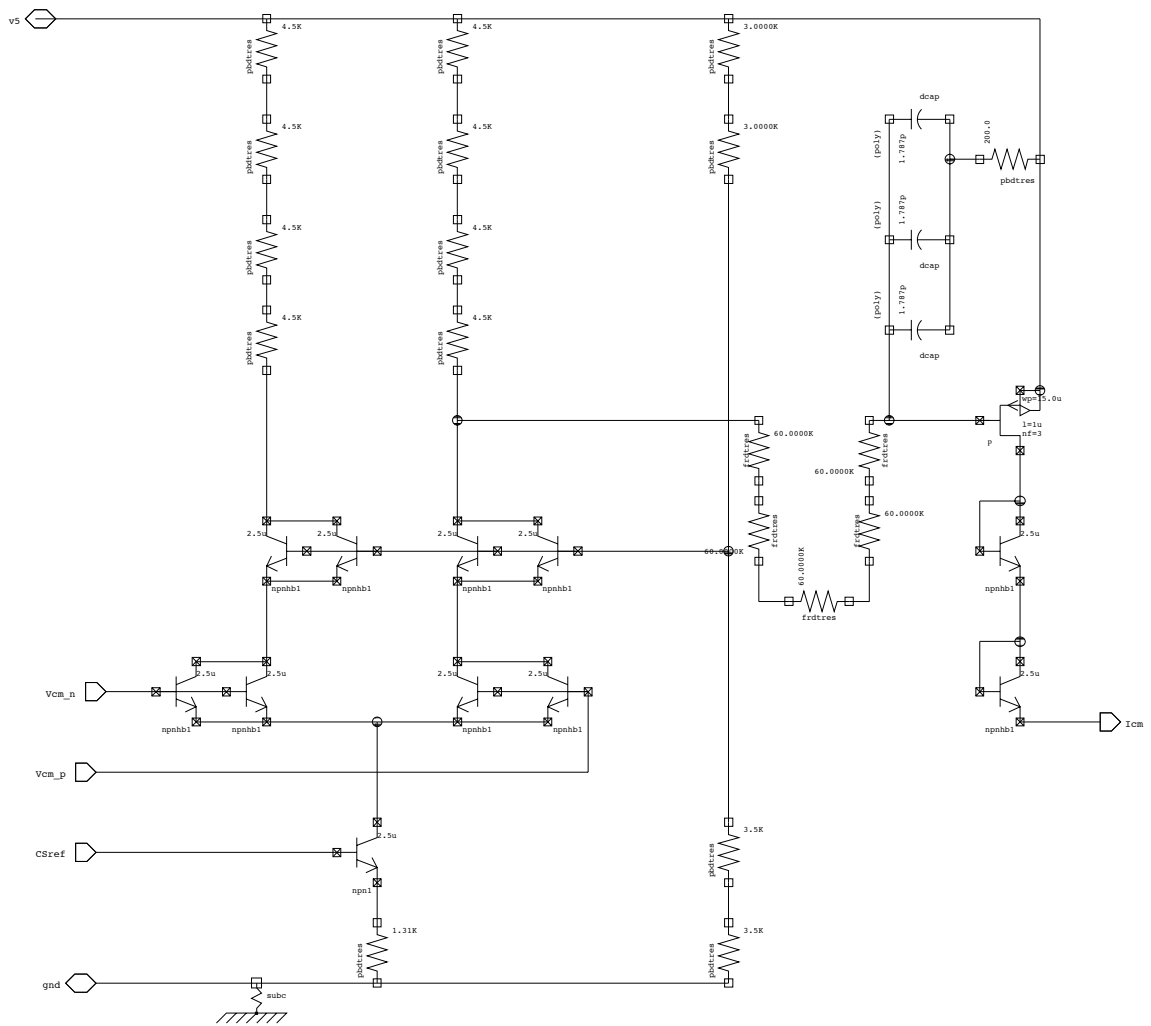 v5
4.5K
4.5K
3.0000K
pbdtres
pbdtres
pbdtres
dcap
4.5K
4.5K
3.0000K
pbdtres
pbdtres
pbdtres
(poly)
1.787p
200.0
pbdtres
4.5K
4.5K
pbdtres
pbdtres
(poly)
1.787p
dcap
4.5K
4.5K
pbdtres
pbdtres
(poly)
1.787p
dcap
wp=15.0u
l=1u
nf=3
p
60.0000K
frdtres
frdtres
60.0000K
60.0000K
frdtres
frdtres
2.5u
2.5u
2.5u
2.5u
2.5u
60.0000K
60.0000K
npnhb1
npnhb1
npnhb1
npnhb1
npnhb1
frdtres
2.5u
2.5u
2.5u
2.5u
2.5u
Vcm_n
npnhb1
npnhb1
npnhb1
npnhb1
npnhb1
Icm
Vcm_p
2.5u
3.5K
CSref
pbdtres
npn1
1.31K
3.5K
pbdtres
pbdtres
gnd
subc